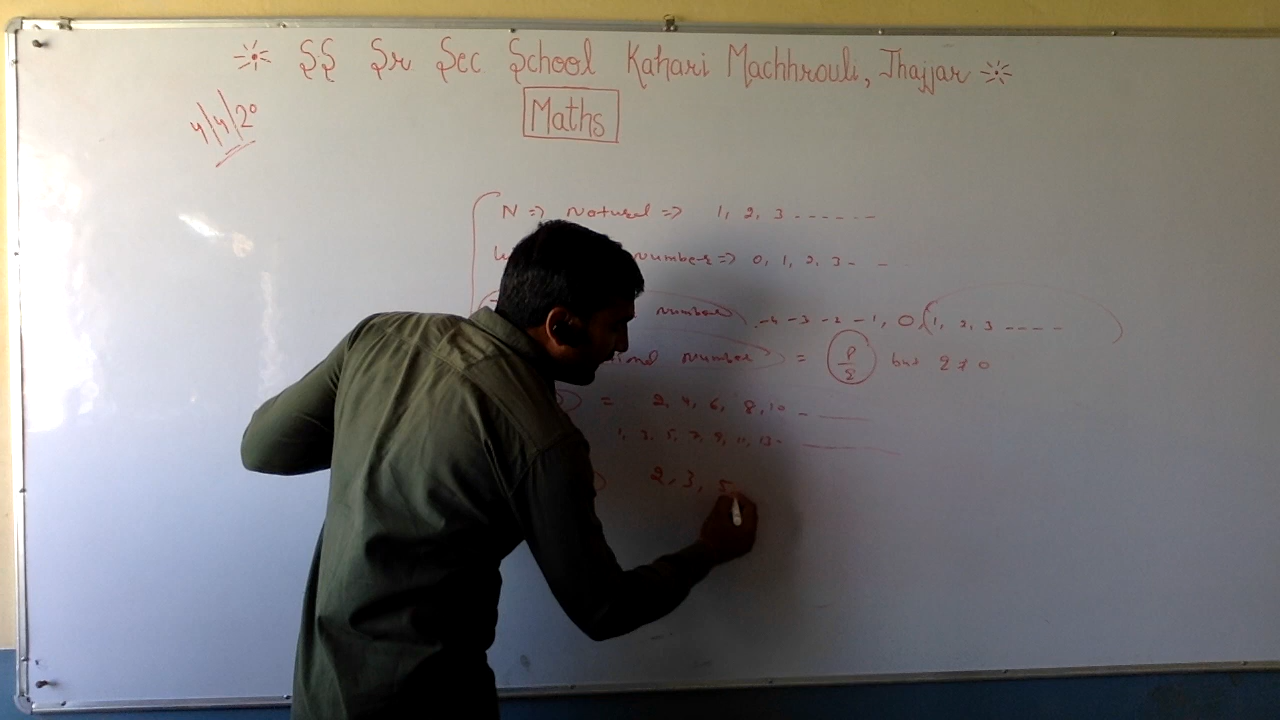 SS Sr Sec School Kahari Machhrouli, Jhajjar
4/4/20
Maths
N => Natural => 1, 2, 3 ------
number => 0, 1, 2, 3 - -
number -4 -3 -2 -1, 0, (1, 2, 3 ----)
number = p/q but q ≠ 0
= 2, 4, 6, 8, 10 - ___
1, 3, 5, 7, 9, 11, 13 - ___
2, 3, 5